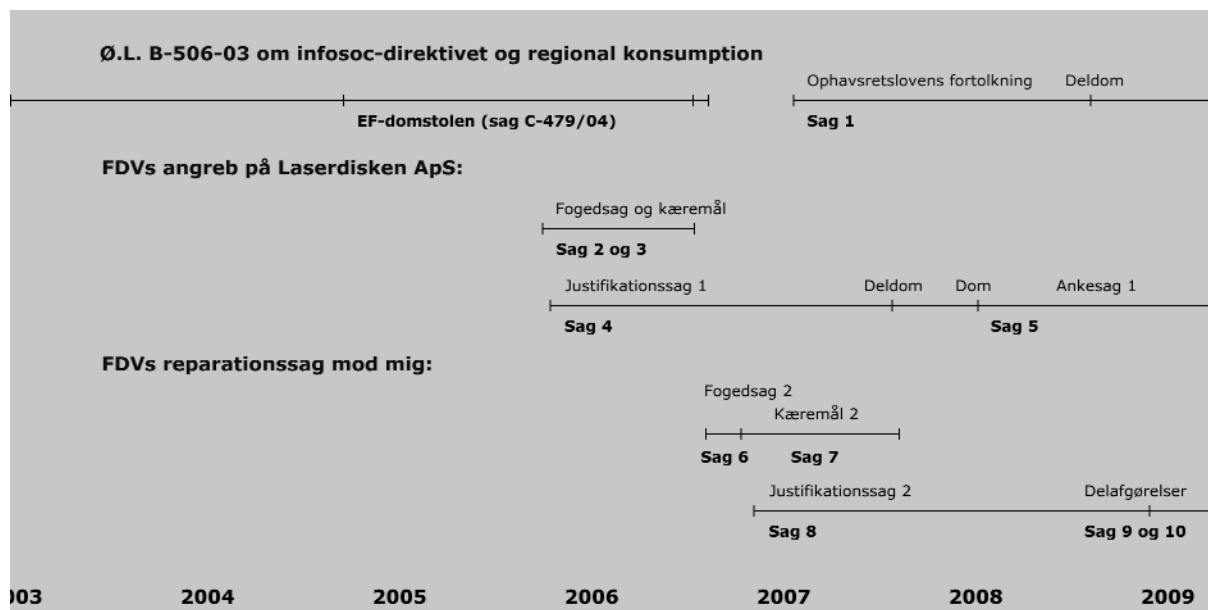 Ø.L. B-506-03 om infosoc-direktivet og regional konsumption
Ophavsretslovens fortolkning Deldom
EF-domstolen (sag C-479/04) Sag 1
FDVs angreb på Laserdisken ApS:
Fogedsag og kæremål
Sag 2 og 3
Justifikationssag 1 Deldom Dom Ankesag 1
Sag 4 Sag 5
FDVs reparationssag mod mig:
Fogedsag 2
Kæremål 2
Sag 6 Sag 7
Justifikationssag 2 Delafgørelser
Sag 8 Sag 9 og 10
003 2004 2005 2006 2007 2008 2009